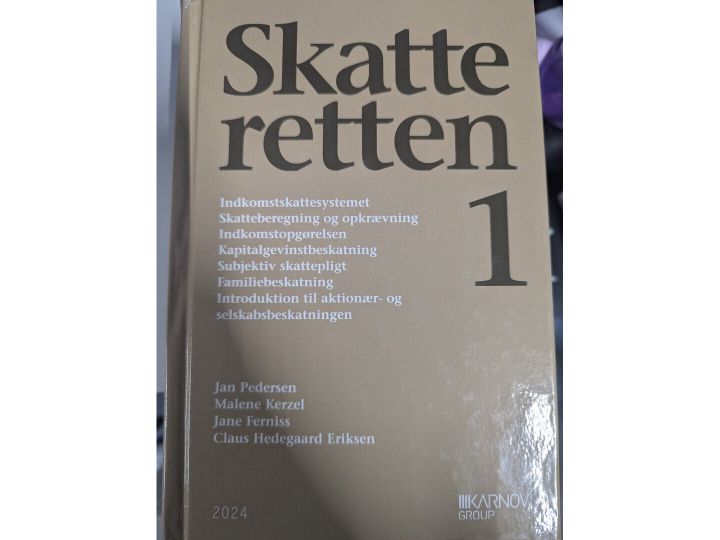 Skatte
retten
1
Indkomstskattesystemet
Skatteberegning og opkrævning
Indkomstopgørelsen
Kapitalgevinstbeskatning
Subjektiv skattepligt
Familiebeskatning
Introduktion til aktionær- og
selskabsbeskatningen
Jan Pedersen
Malene Kerzel
Jane Ferniss
Claus Hedegaard Eriksen
2024
KARNOV
GROUP